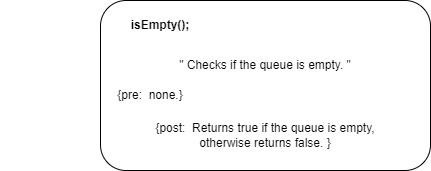 isEmpty();
" Checks if the queue is empty. "
{pre:  none.}
{post:  Returns true if the queue is empty,
otherwise returns false. }